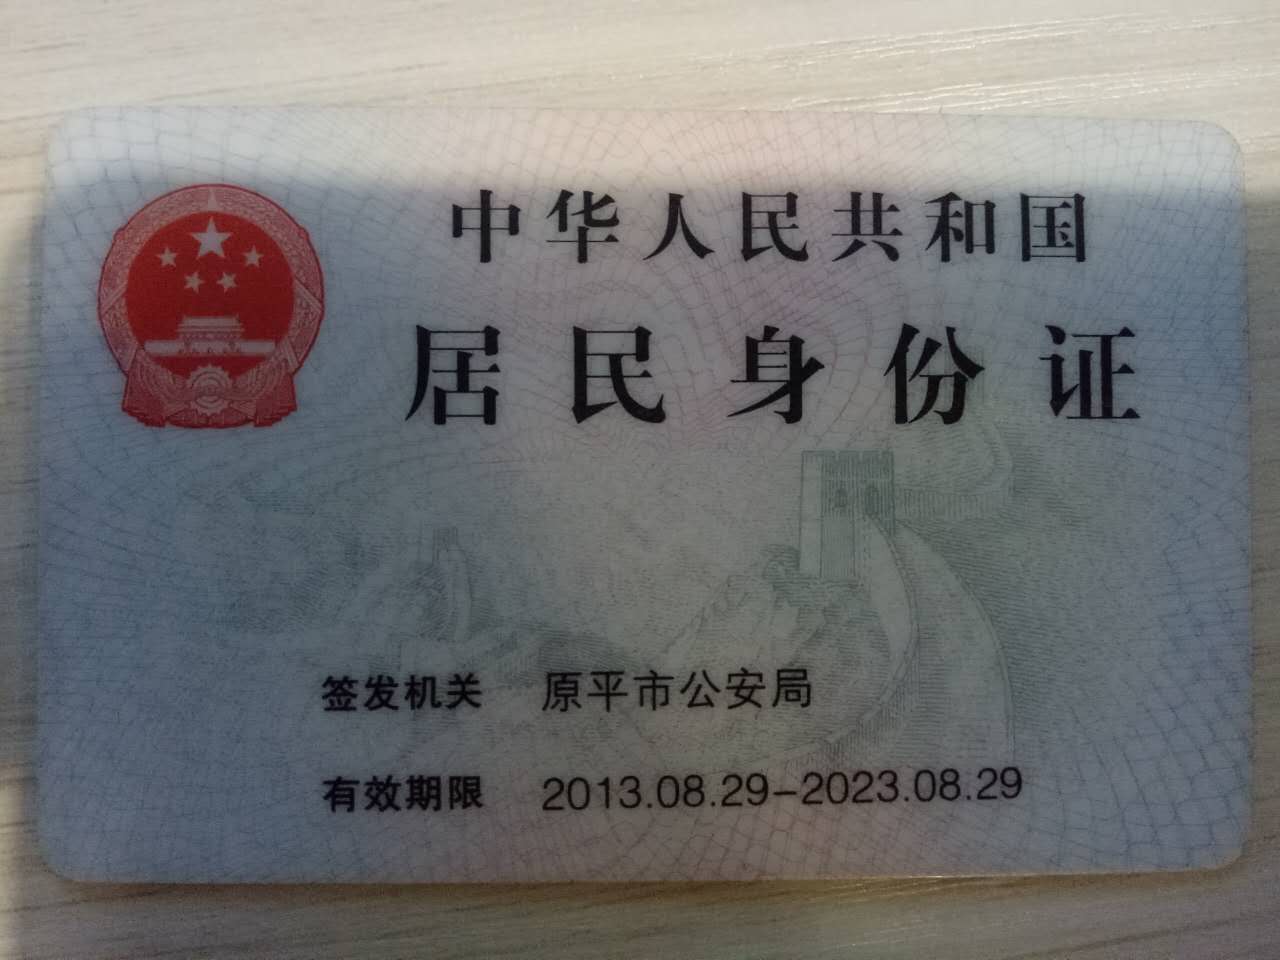 中华人民共和国
居民身份证
签发机关 原平市公安局
有效期限 2013.08.29-2023.08.29